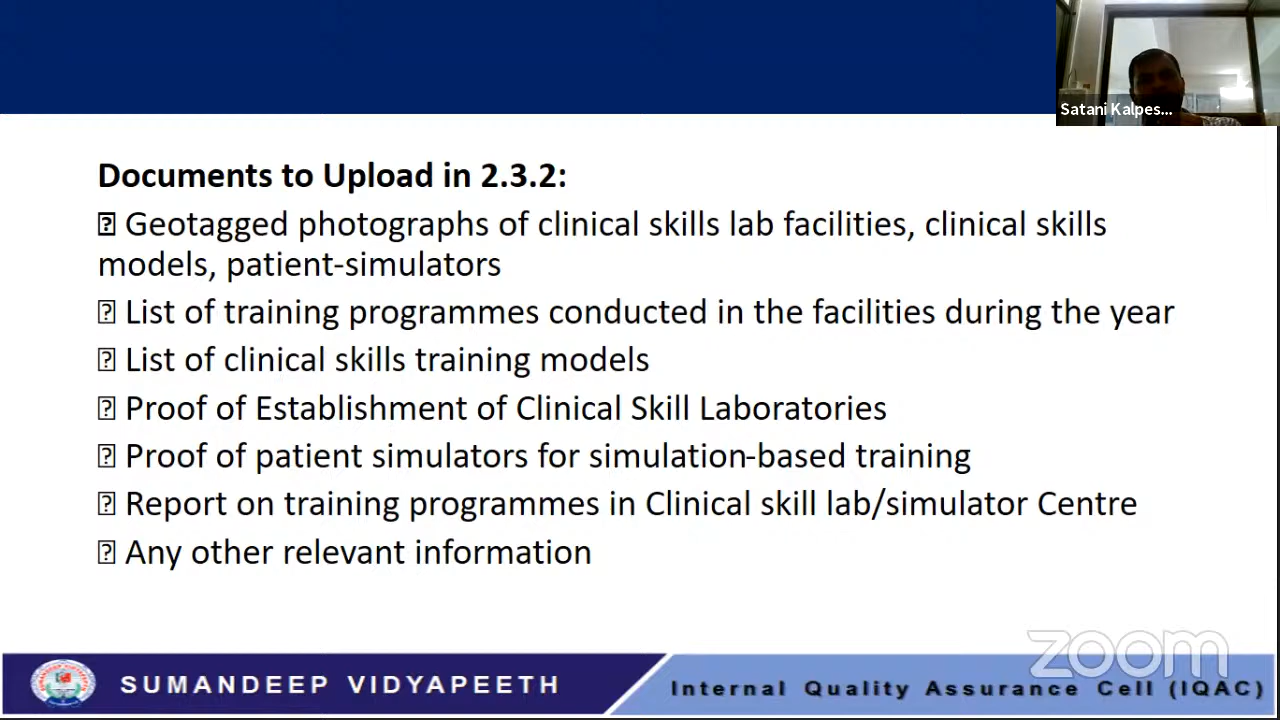 Satani Kalpes...
Documents to Upload in 2.3.2:
⍰ Geotagged photographs of clinical skills lab facilities, clinical skills
models, patient-simulators
⍰ List of training programmes conducted in the facilities during the year
⍰ List of clinical skills training models
⍰ Proof of Establishment of Clinical Skill Laboratories
⍰ Proof of patient simulators for simulation-based training
⍰ Report on training programmes in Clinical skill lab/simulator Centre
⍰ Any other relevant information
zoom
SUMANDEEP VIDYAPEETH
Internal Quality Assurance Cell (IQAC)